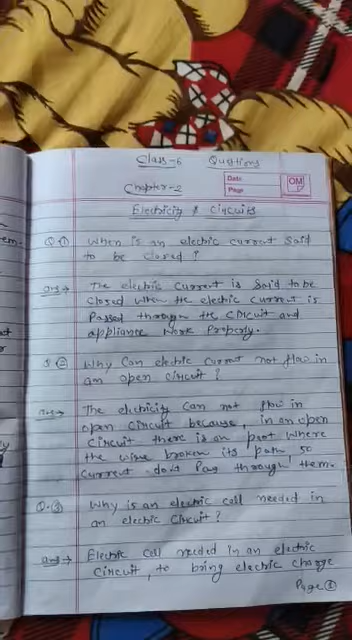 Class-6 Questions
Date
Page
OM
Chapter-2
Electricity & Circuits
Q.1 When is an electric current said
to be closed ?
ans→ The electric current is said to be
closed when the electric current is
passed through the circuit and
appliance work properly.
Q.2 Why can electric current not flow in
an open circuit ?
ans→ The electricity can not flow in
open circuit because, in an open
circuit there is an part where
the wire broken its path, so
current don't pass through them.
Q.3 Why is an electric cell needed in
an electric circuit ?
ans→ Electric cell needed in an electric
circuit, to bring electric charge
Page 1